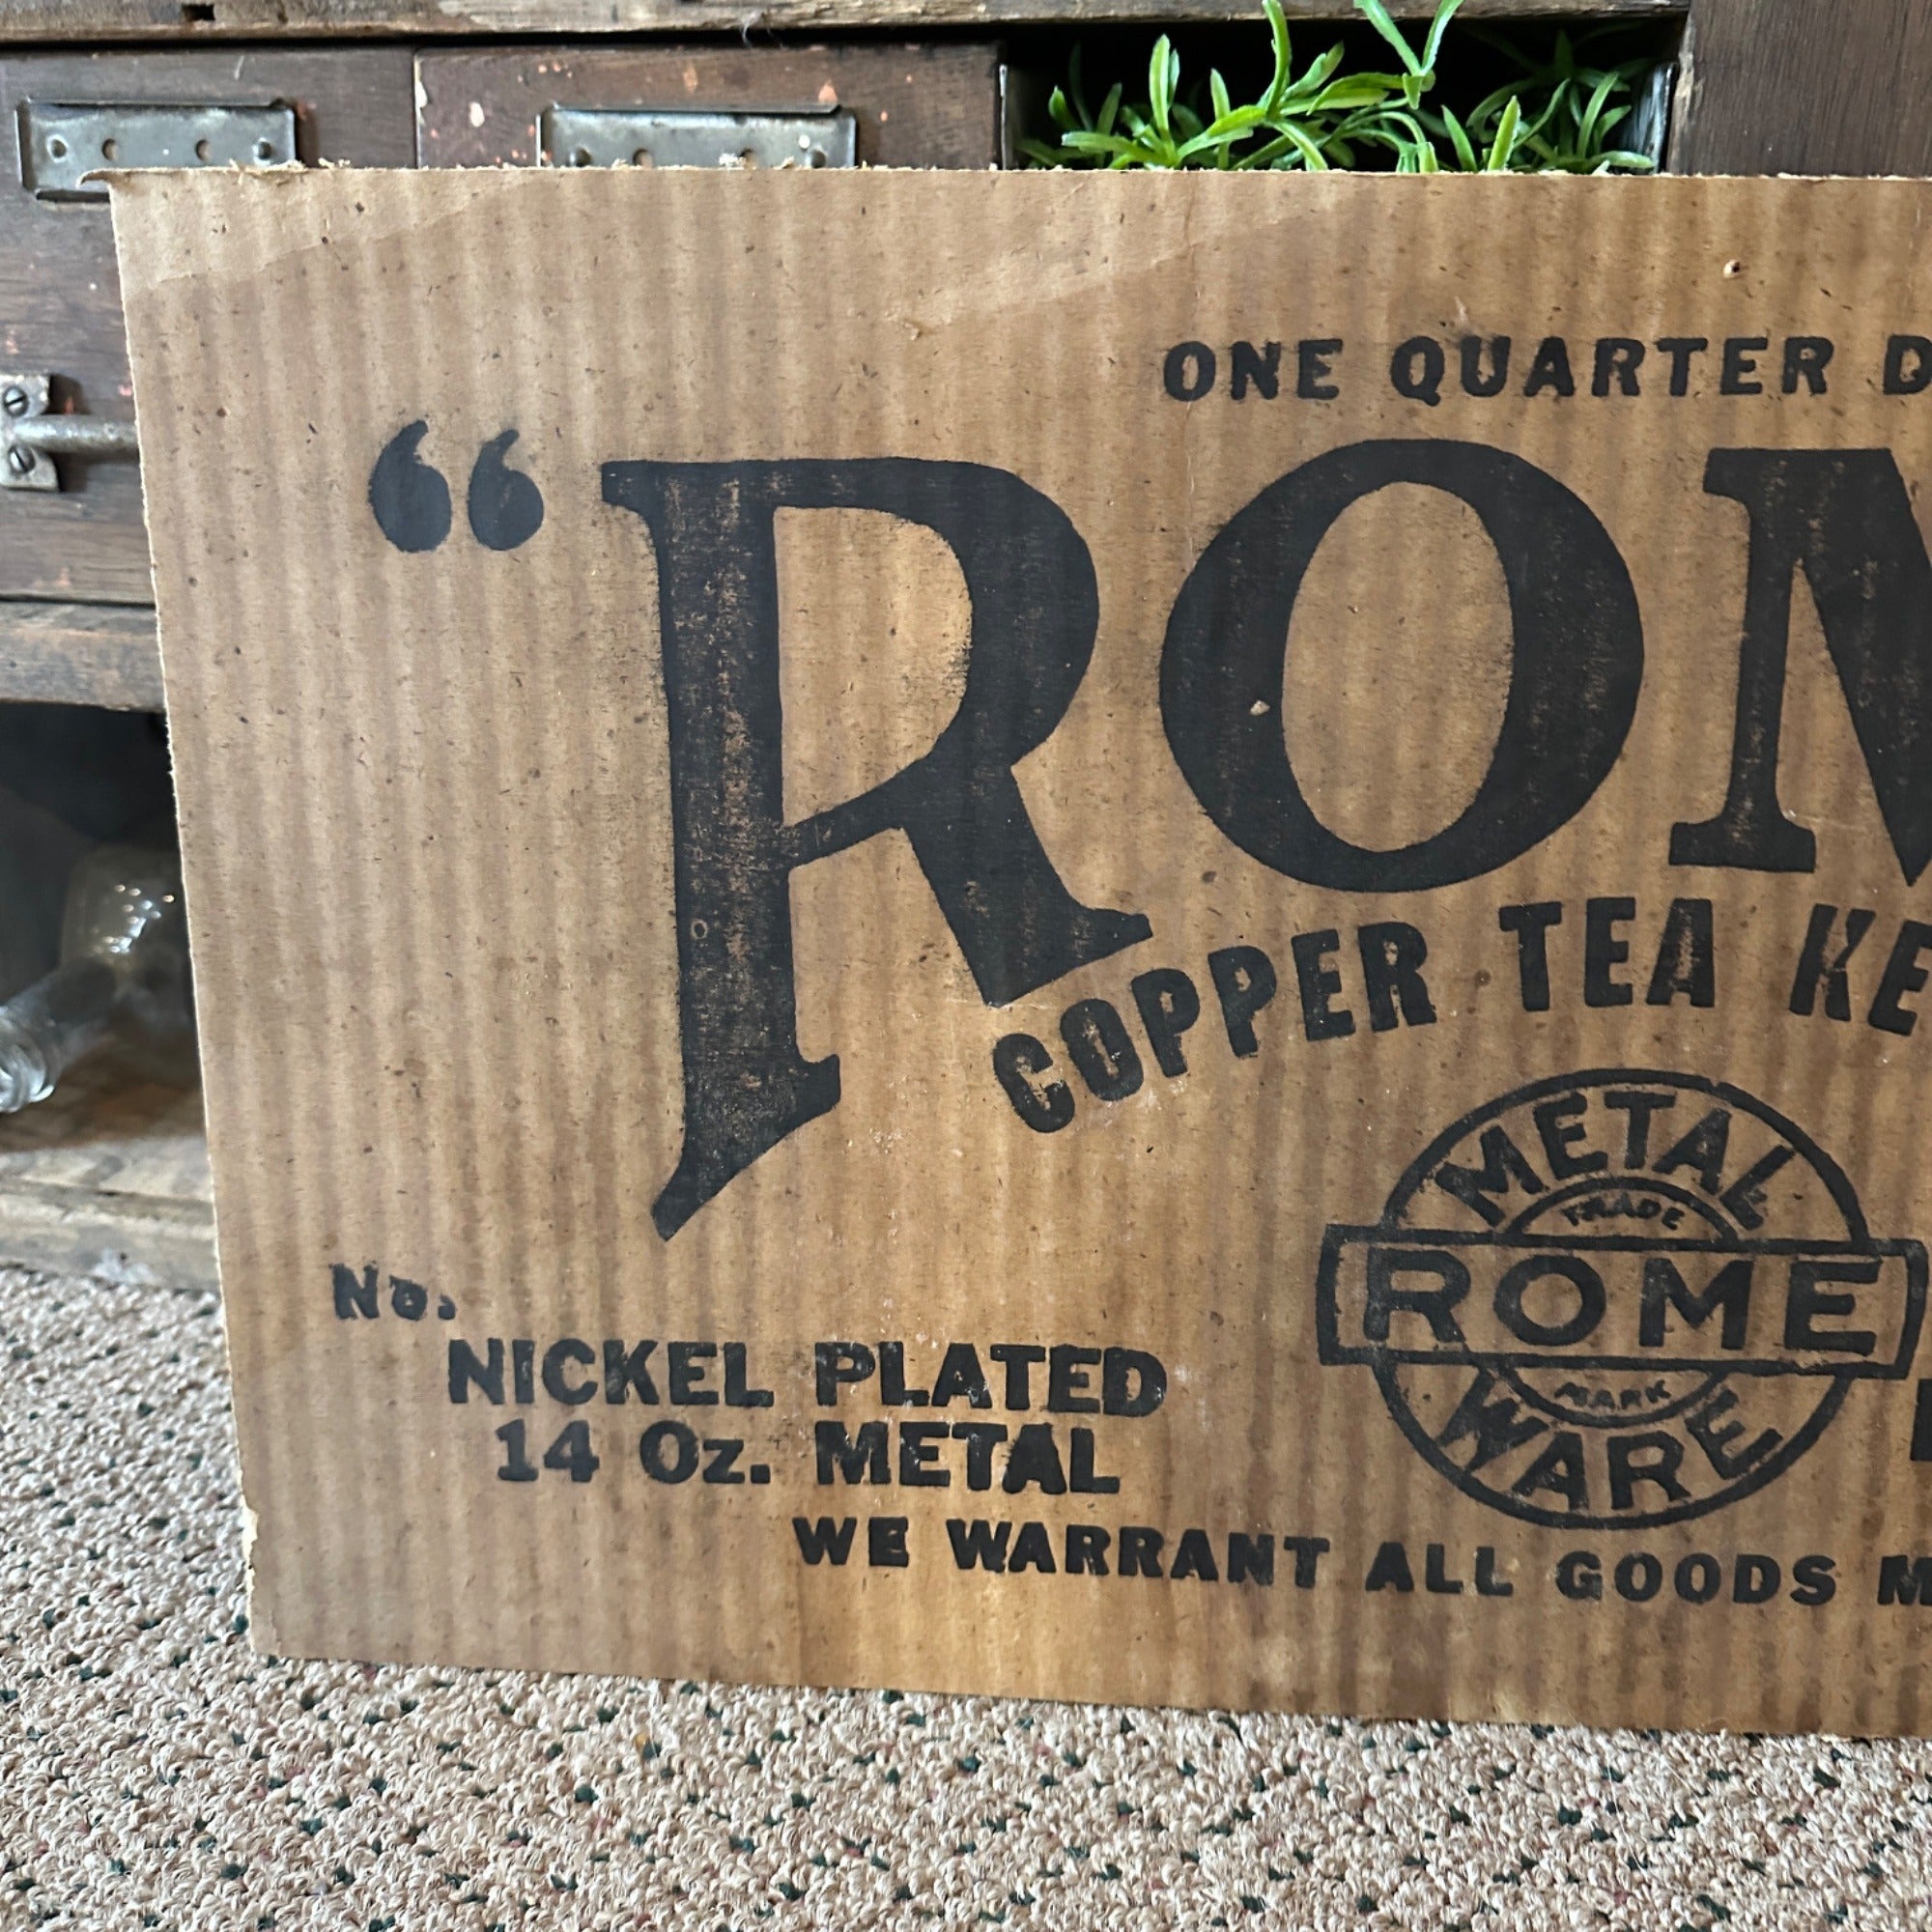 ONE QUARTER D
“ROM
COPPER TEA KE
METAL
TRADE
ROME
MARK
WARE
No.
NICKEL PLATED
14 Oz. METAL
WE WARRANT ALL GOODS M